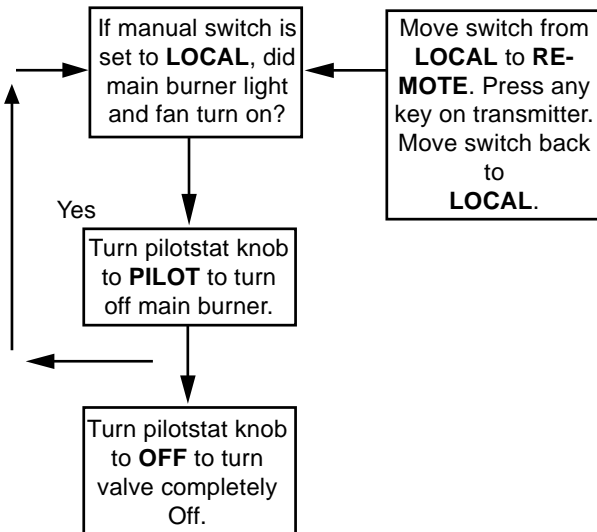 If manual switch is
set to LOCAL, did
main burner light
and fan turn on?
Move switch from
LOCAL to RE-
MOTE. Press any
key on transmitter.
Move switch back
to
LOCAL.
Yes
Turn pilotstat knob
to PILOT to turn
off main burner.
Turn pilotstat knob
to OFF to turn
valve completely
Off.